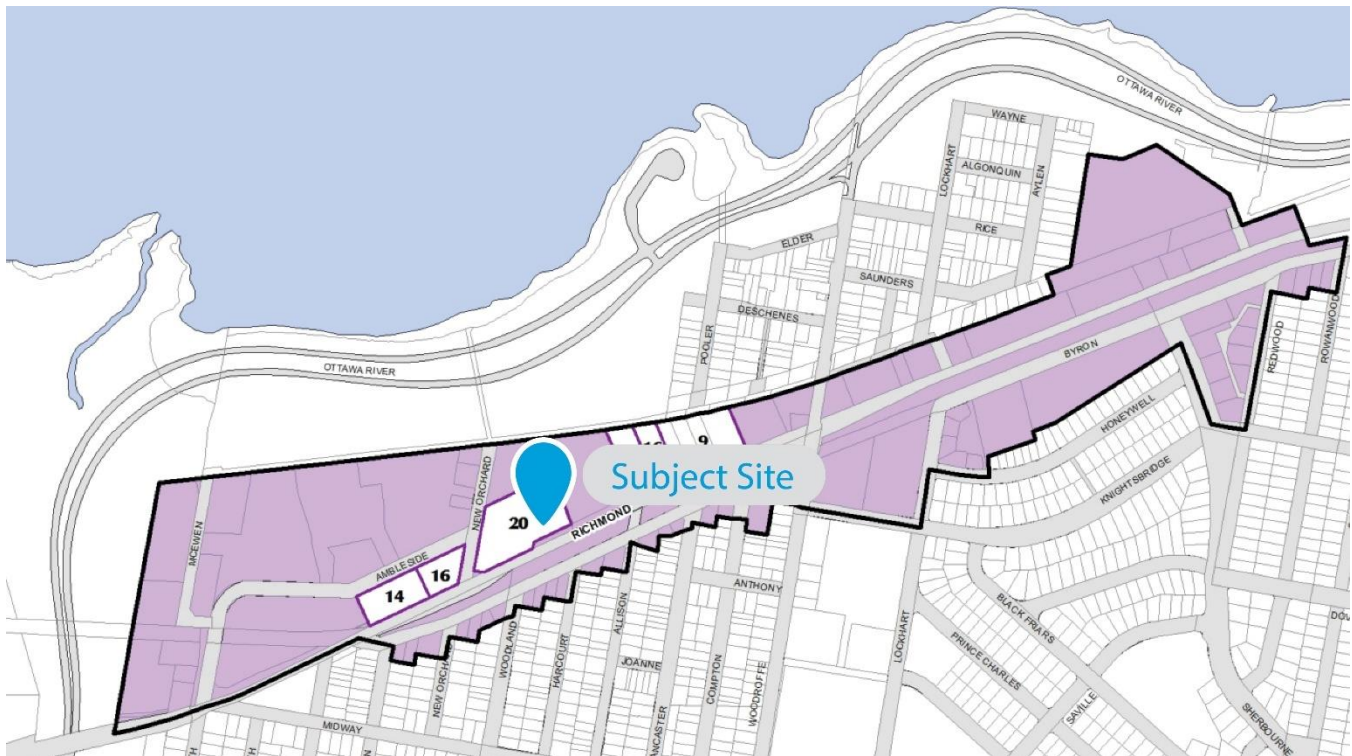 OTTAWA RIVER
WAYNE
ALGONQUIN
LOCKHART
AYLEN
RICE
ELDER
SAUNDERS
DESCHENES
POOLER
BYRON
REDWOOD
ROWANWOOD
OTTAWA RIVER
HONEYWELL
KNIGHTSBRIDGE
9
Subject Site
NEW ORCHARD
20
RICHMOND
MCEWEN
AMBLESIDE
16
14
ANTHONY
ALLISON
BLACK FRIARS
LOCKHART
PRINCE CHARLES
WOODLAND
HARCOURT
JOANNE
COMPTON
WOODROFFE
SAVILLE
SHERBOURNE
MIDWAY